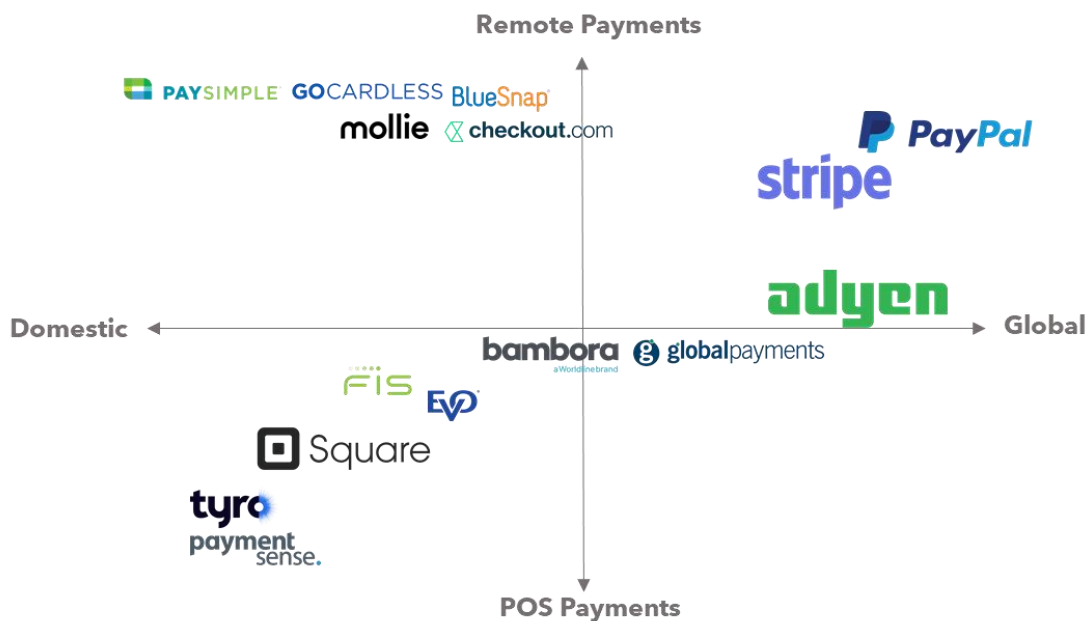 Remote Payments
PAYSIMPLE GOCARDLESS BlueSnap
mollie checkout.com
PayPal
stripe
adyen
Domestic
Global
bambora
a Worldline brand
globalpayments
FIS
EVO
Square
tyro
payment
sense.
POS Payments